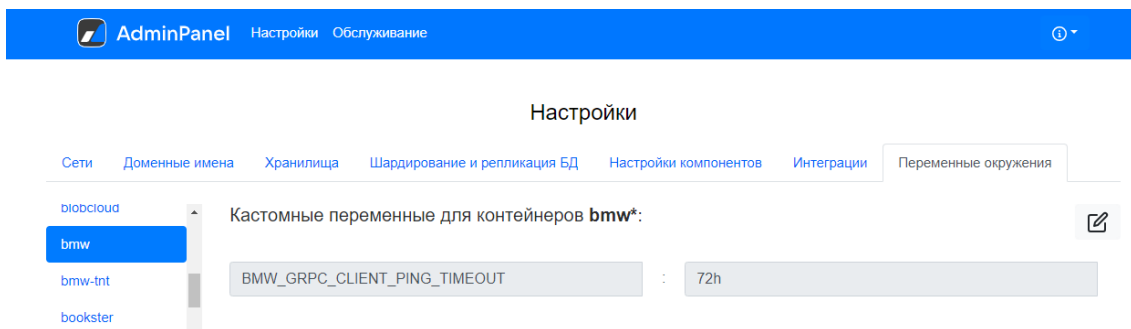 AdminPanel Настройки Обслуживание
Настройки
Сети Доменные имена Хранилища Шардирование и репликация БД Настройки компонентов Интеграции Переменные окружения
blobcloud
Кастомные переменные для контейнеров bmw*:
bmw
bmw-tnt
BMW_GRPC_CLIENT_PING_TIMEOUT : 72h
bookster